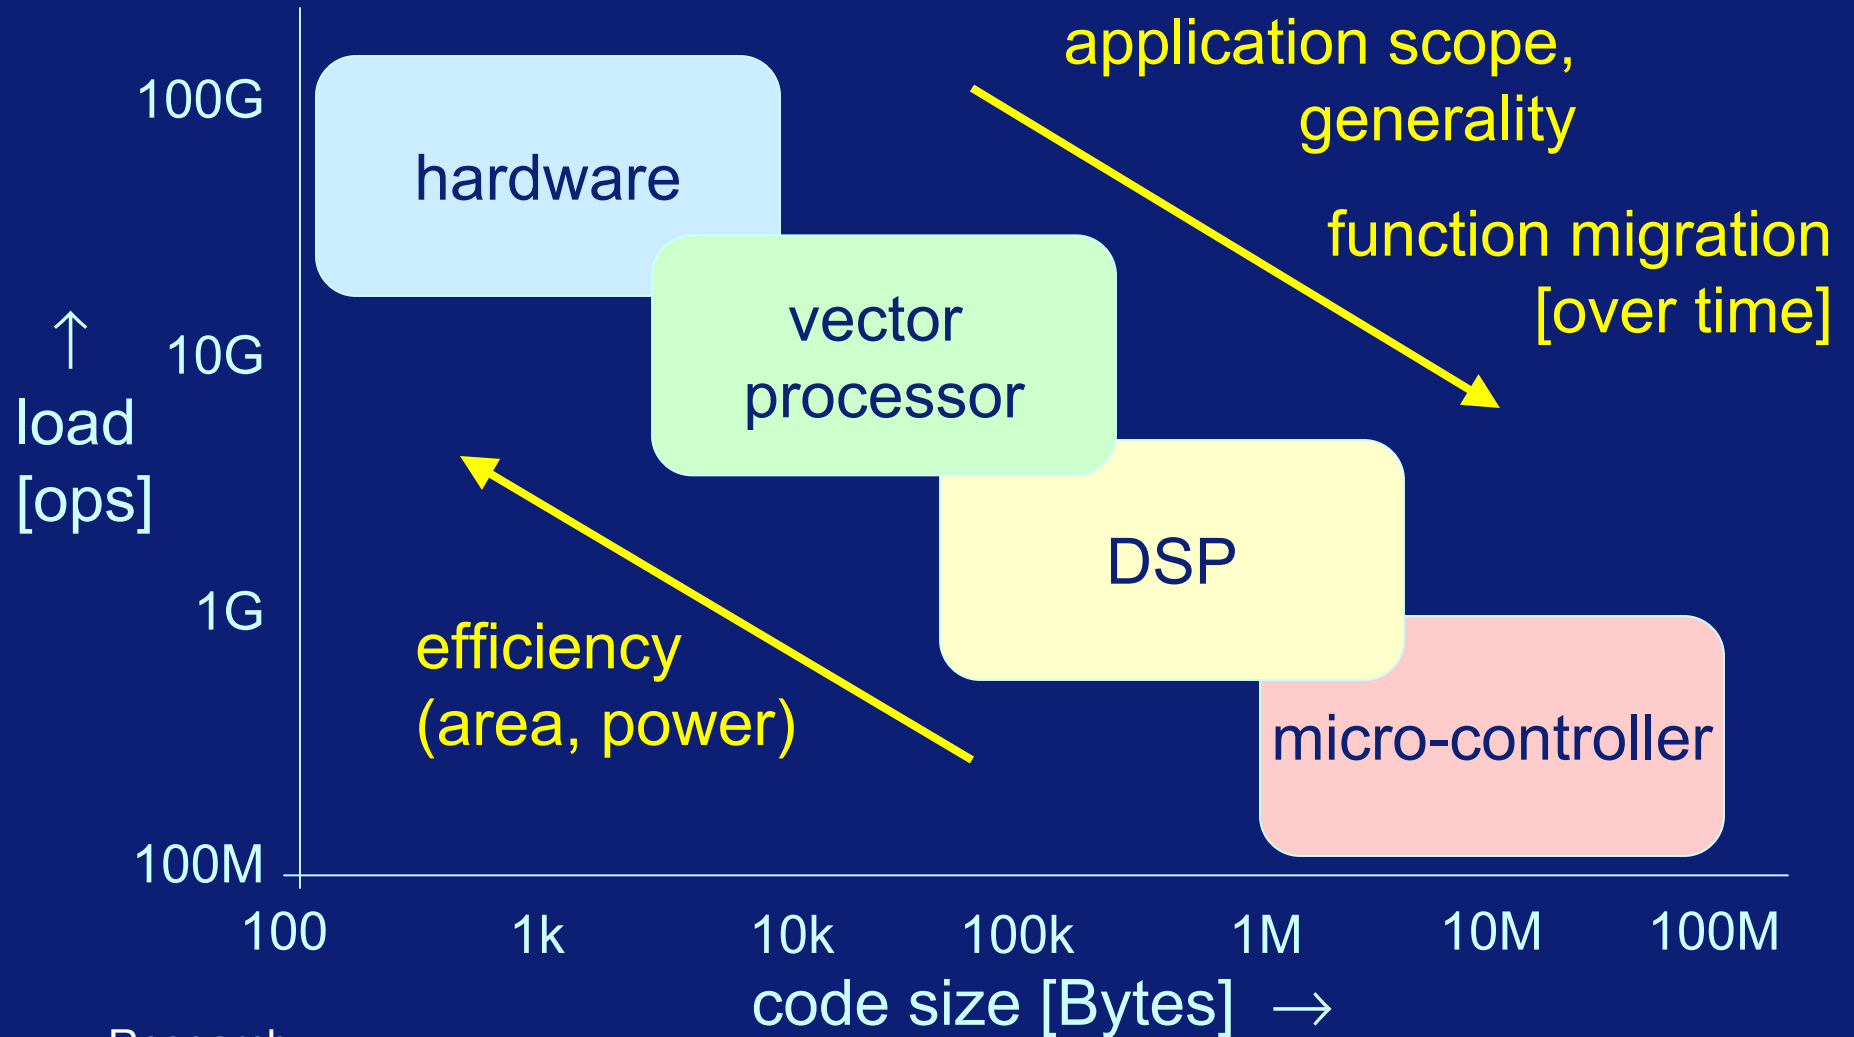 application scope,
generality
100G
hardware
function migration
[over time]
vector
processor
↑
10G
load
[ops]
DSP
1G
efficiency
(area, power)
micro-controller
100M
100 1k 10k 100k 1M 10M 100M
code size [Bytes] →
Research